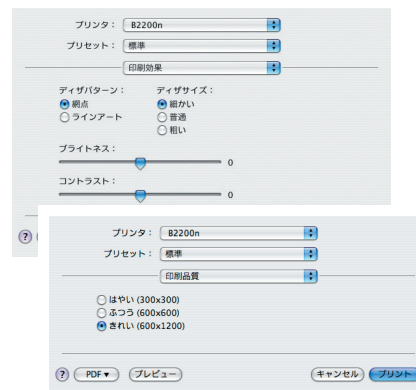 プリンタ： B2200n
プリセット： 標準
印刷効果
ディザパターン： ディザサイズ：
網点 細かい
ラインアート 普通
粗い
ブライトネス：
0
コントラスト：
0
?
プリンタ： B2200n
プリセット： 標準
印刷品質
はやい (300x300)
ふつう (600x600)
きれい (600x1200)
? PDF▼ プレビュー キャンセル プリント